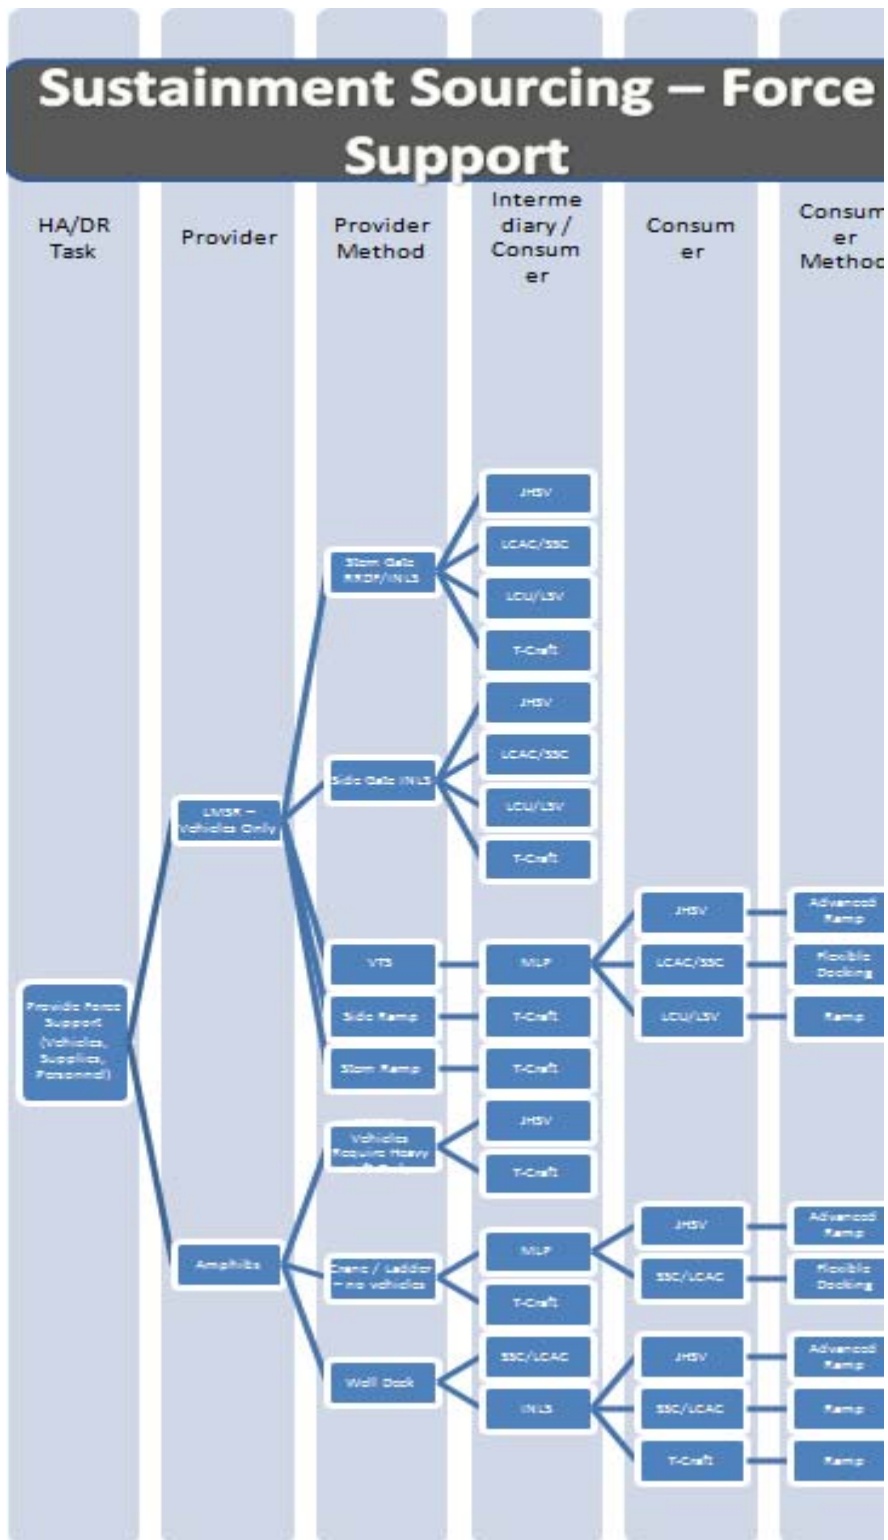 Sustainment Sourcing – Force
Support
HA/DR
Task
Provider
Provider
Method
Interme
diary /
Consum
er
Consum
er
Consum
er
Method
JHSV
LCAC/SSC
Stern Gate
RRDF/INLS
LCU/LSV
T-Craft
JHSV
LCAC/SSC
Side Gate INLS
LCU/LSV
T-Craft
LMSR –
Vehicles Only
JHSV
Advanced
Ramp
VTS
MLP
LCAC/SSC
Flexible
Docking
Side Ramp
T-Craft
LCU/LSV
Ramp
Provide Force
Support
(Vehicles,
Supplies,
Personnel)
Stern Ramp
T-Craft
Vehicles
Require Heavy
JHSV
T-Craft
Amphibs
Crane / Ladder
– no vehicles
MLP
JHSV
Advanced
Ramp
SSC/LCAC
Flexible
Docking
T-Craft
Well Deck
SSC/LCAC
JHSV
Advanced
Ramp
INLS
SSC/LCAC
Ramp
T-Craft
Ramp